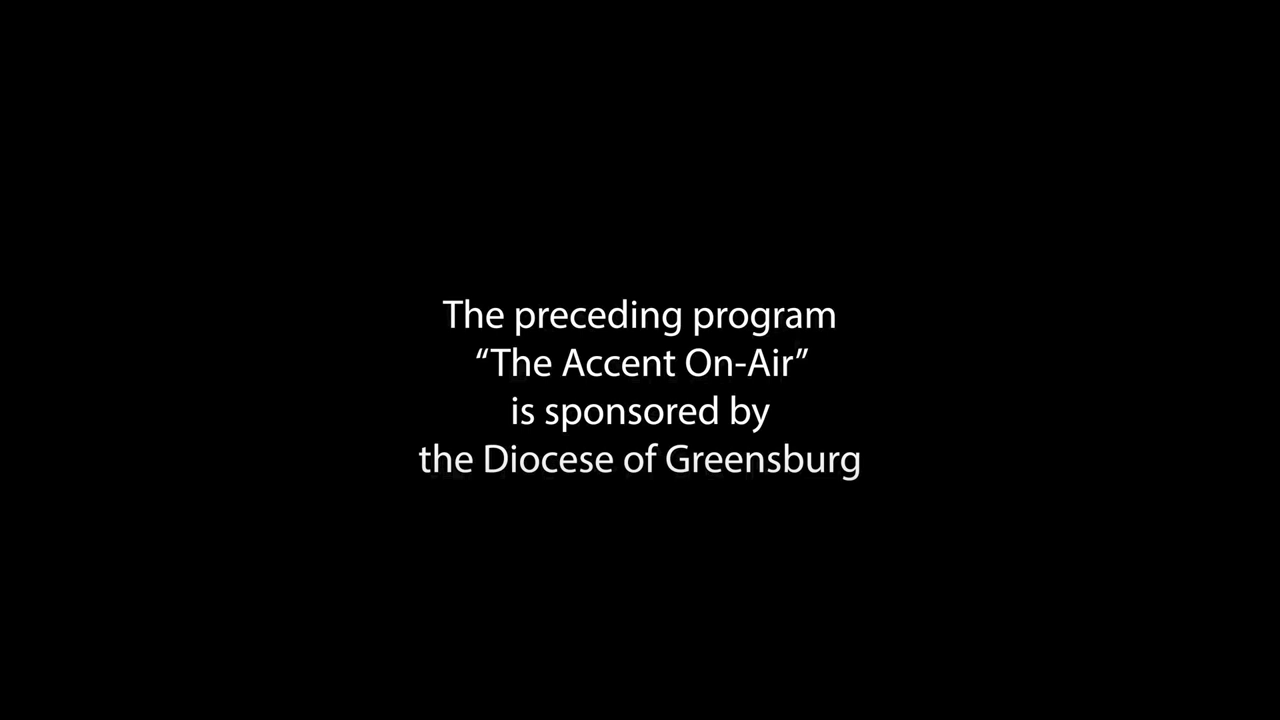 The preceding program
“The Accent On-Air”
is sponsored by
the Diocese of Greensburg